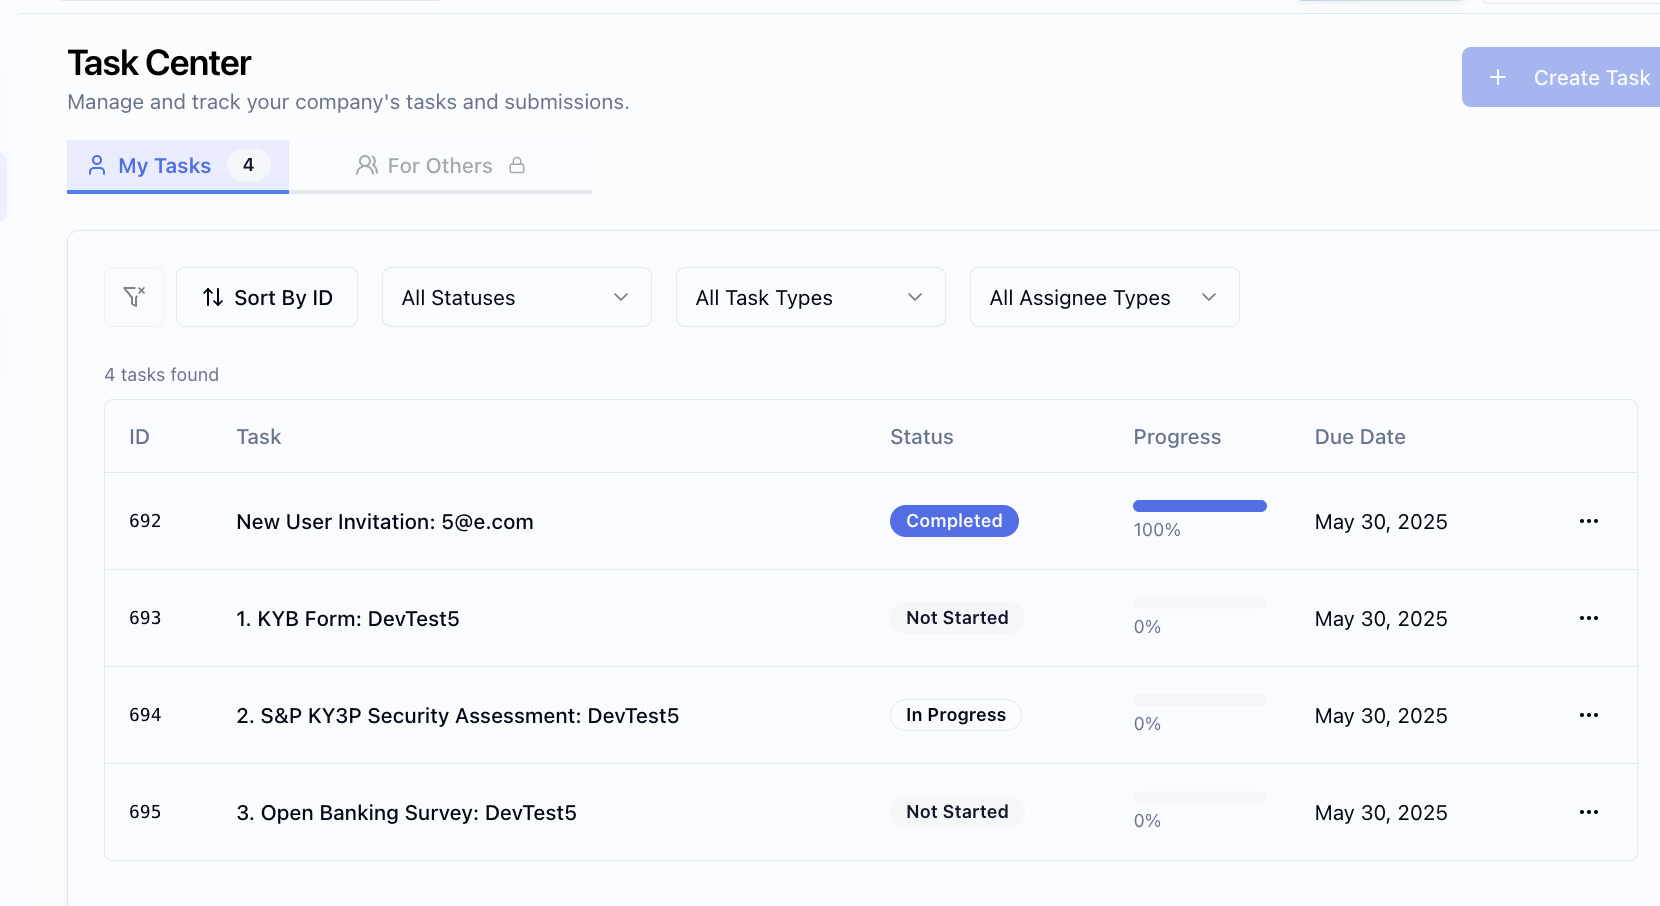 Task Center
Manage and track your company's tasks and submissions.
Create Task
My Tasks 4
For Others
Sort By ID
All Statuses
All Task Types
All Assignee Types
4 tasks found
ID Task Status Progress Due Date
692 New User Invitation: 5@e.com Completed 100% May 30, 2025
693 1. KYB Form: DevTest5 Not Started 0% May 30, 2025
694 2. S&P KY3P Security Assessment: DevTest5 In Progress 0% May 30, 2025
695 3. Open Banking Survey: DevTest5 Not Started 0% May 30, 2025